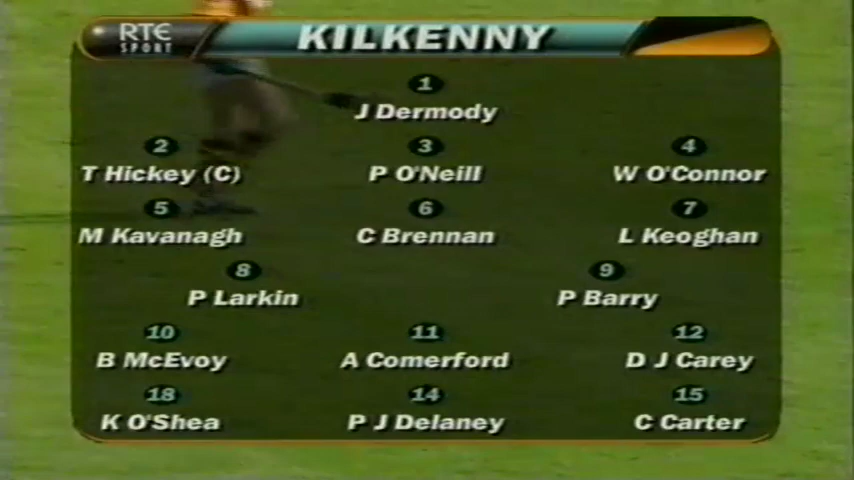 RTE
SPORT
KILKENNY
1
J Dermody
2 3 4
T Hickey (C) P O'Neill W O'Connor
5 6 7
M Kavanagh C Brennan L Keoghan
8 9
P Larkin P Barry
10 11 12
B McEvoy A Comerford D J Carey
18 14 15
K O'Shea P J Delaney C Carter